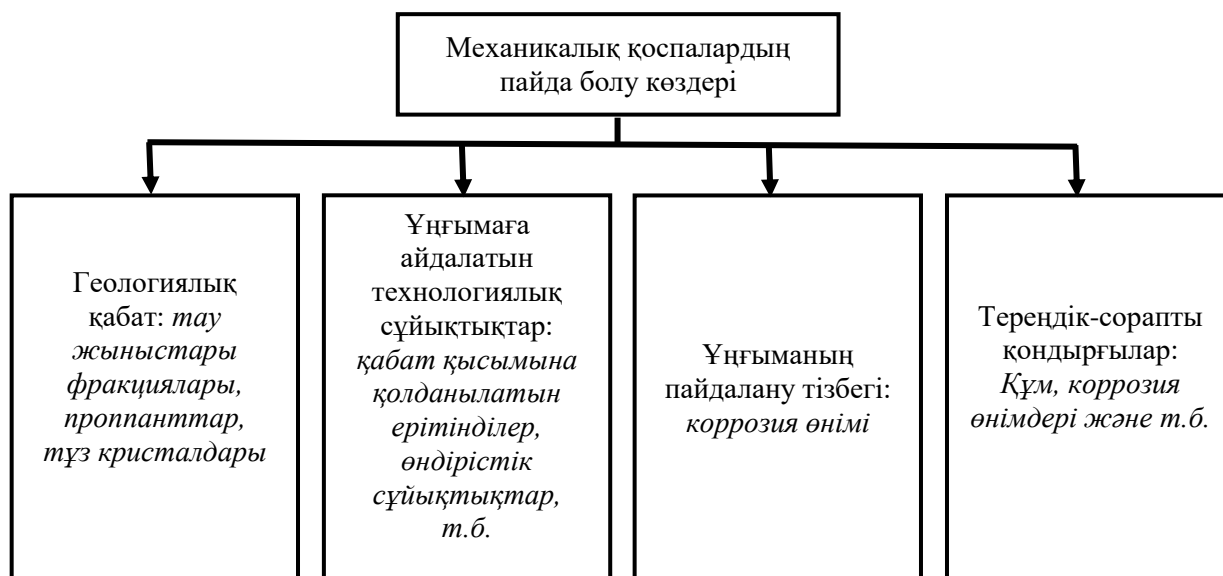 Механикалық қоспалардың
пайда болу көздері
Геологиялық
қабат: тау
жыныстары
фракциялары,
проппанттар,
тұз кристалдары
Ұңғымаға
айдалатын
технологиялық
сұйықтықтар:
қабат қысымына
қолданылатын
ерітінділер,
өндірістік
сұйықтықтар,
т.б.
Ұңғыманың
пайдалану тізбегі:
коррозия өнімі
Тереңдік-сорапты
қондырғылар:
Құм, коррозия
өнімдері және т.б.